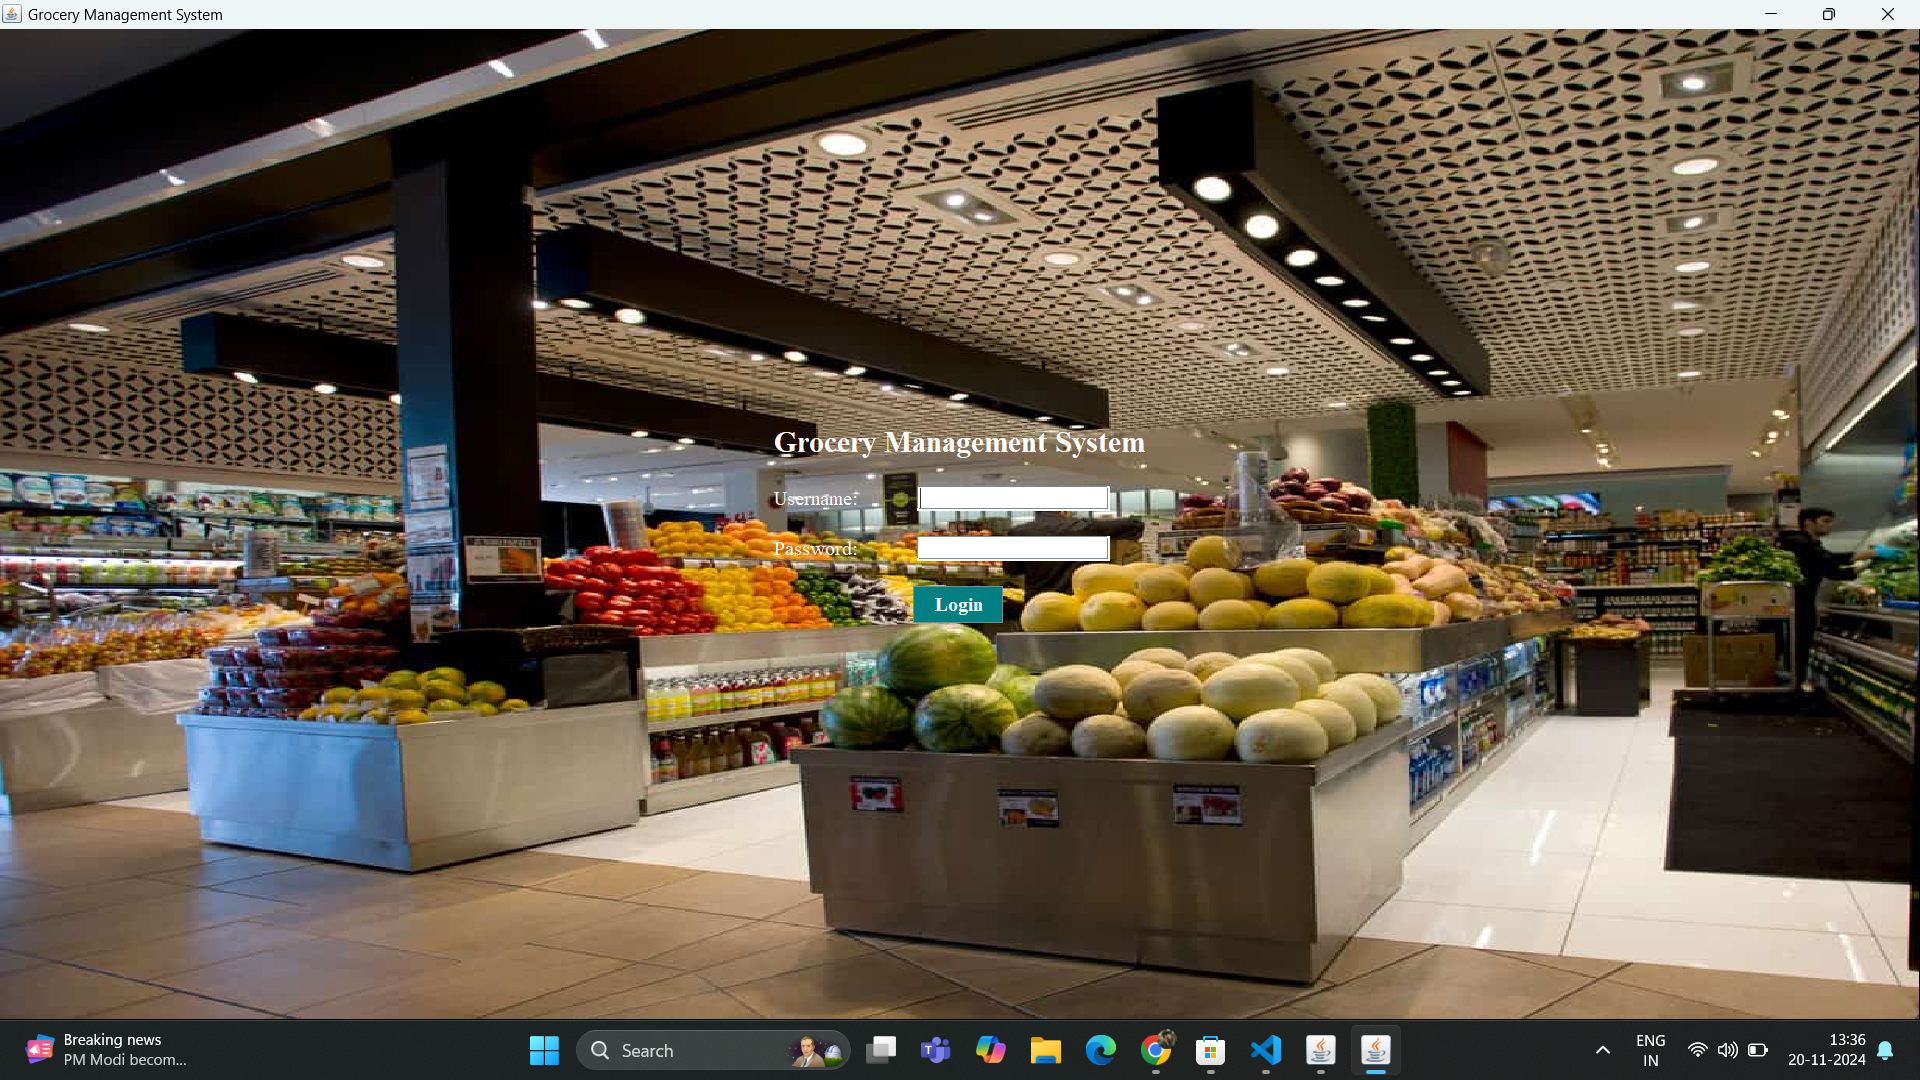 Grocery Management System
Grocery Management System
Username:
Password:
Login
Breaking news
PM Modi becom...
Search
ENG
IN
13:36
20-11-2024